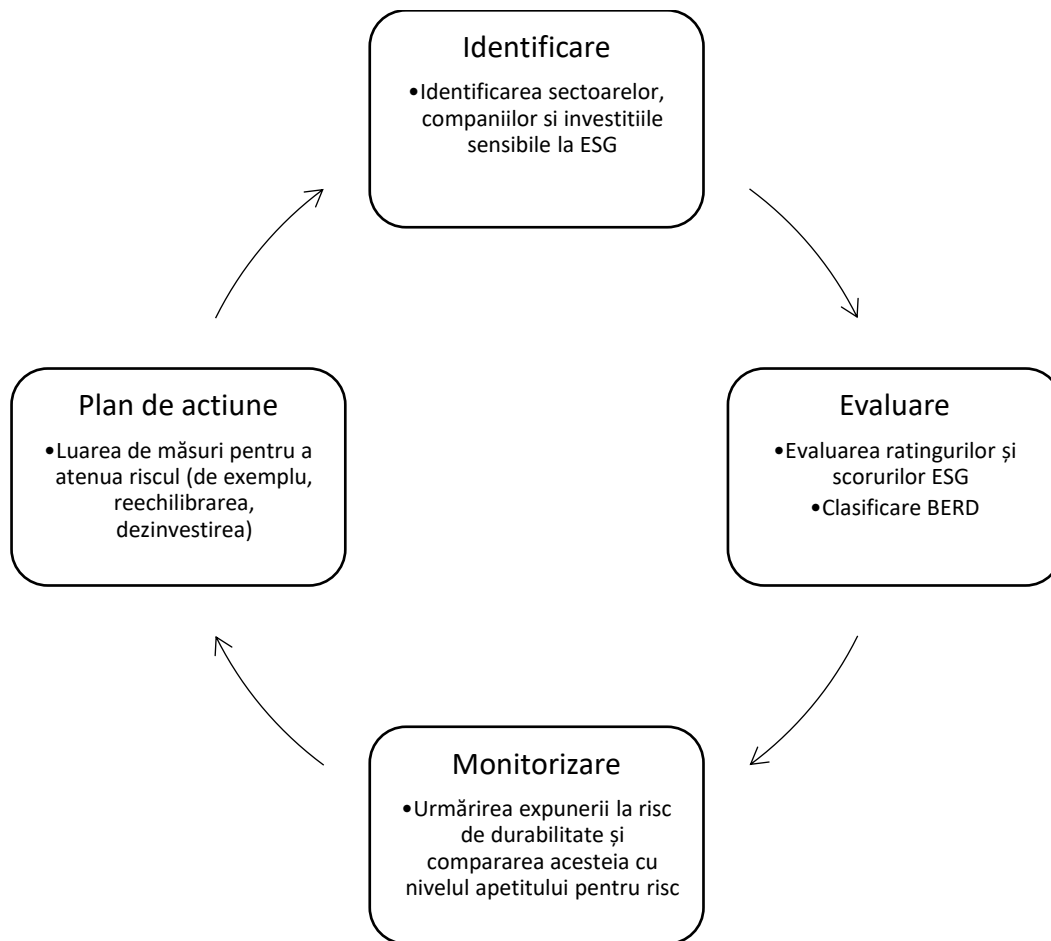 Identificare
•Identificarea sectoarelor,
companiilor si investitiile
sensibile la ESG
Evaluare
•Evaluarea ratingurilor și
scorurilor ESG
•Clasificare BERD
Monitorizare
•Urmărirea expunerii la risc
de durabilitate și
compararea acesteia cu
nivelul apetitului pentru risc
Plan de actiune
•Luarea de măsuri pentru a
atenua riscul (de exemplu,
reechilibrarea,
dezinvestirea)